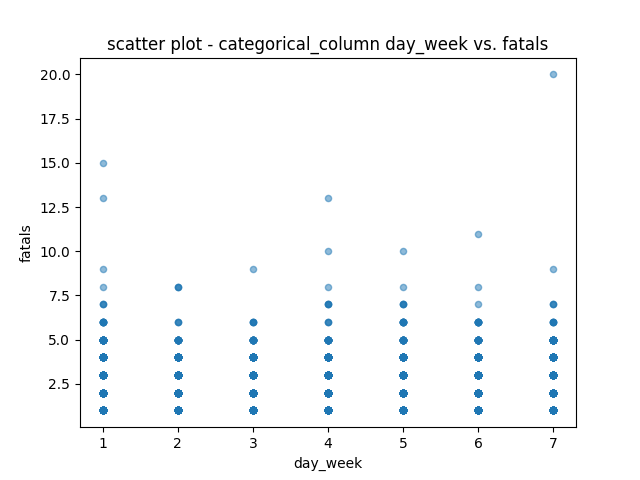 scatter plot - categorical_column day_week vs. fatals
20.0
17.5
15.0
12.5
10.0
7.5
5.0
2.5
fatals
1 2 3 4 5 6 7
day_week